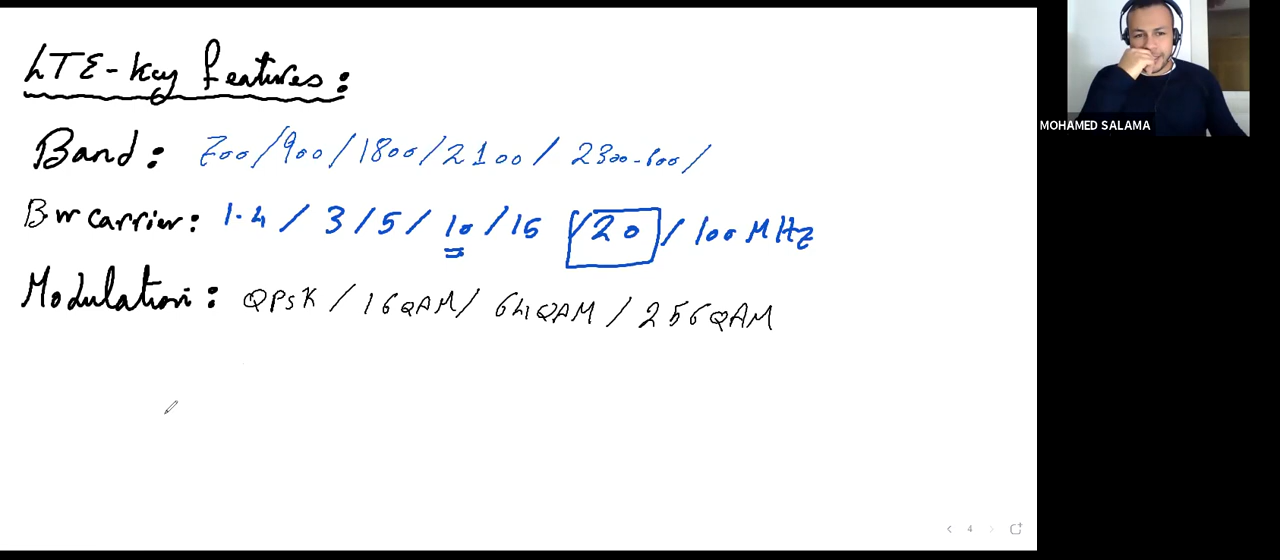 LTE-Key features:
MOHAMED SALAMA
Band: 700/900/1800/2100/ 2300-600/
Bw carrier: 1.4 / 3/5/ 10/15 /20 / 100 MHz
Modulation: QPSK / 16QAM/ 64QAM / 256QAM
4